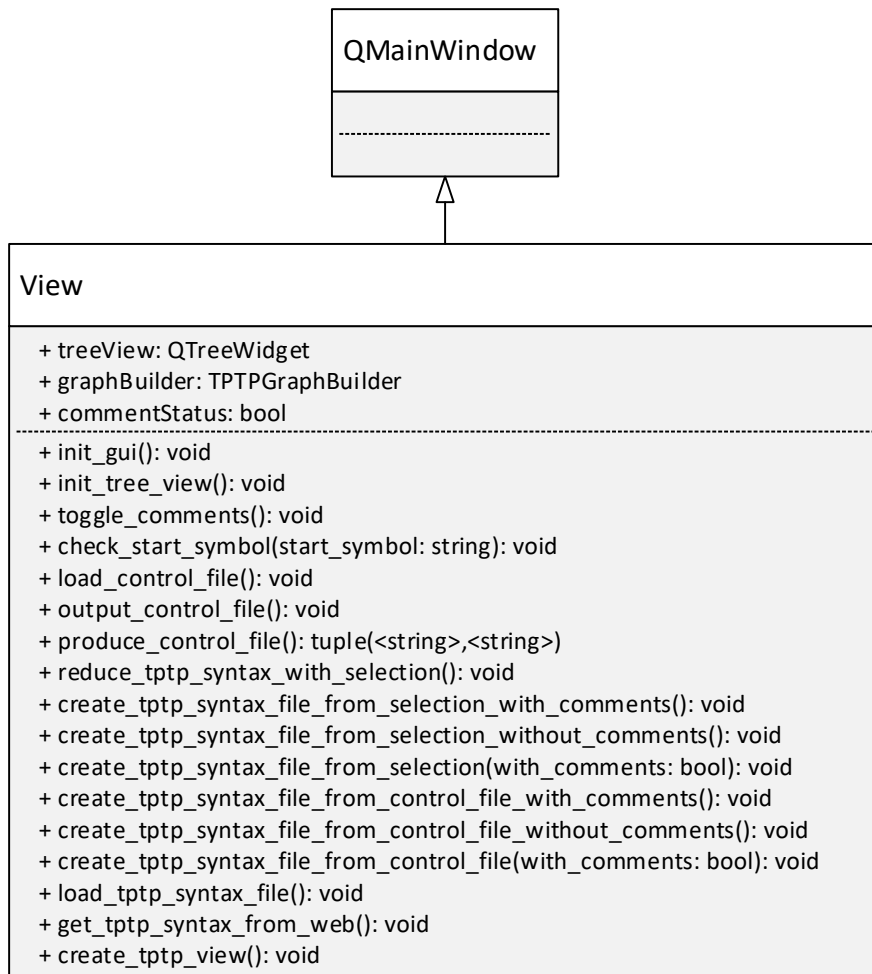 QMainWindow
View
+ treeView: QTreeWidget
+ graphBuilder: TPTPGraphBuilder
+ commentStatus: bool
+ init_gui(): void
+ init_tree_view(): void
+ toggle_comments(): void
+ check_start_symbol(start_symbol: string): void
+ load_control_file(): void
+ output_control_file(): void
+ produce_control_file(): tuple(<string>,<string>)
+ reduce_tptp_syntax_with_selection(): void
+ create_tptp_syntax_file_from_selection_with_comments(): void
+ create_tptp_syntax_file_from_selection_without_comments(): void
+ create_tptp_syntax_file_from_selection(with_comments: bool): void
+ create_tptp_syntax_file_from_control_file_with_comments(): void
+ create_tptp_syntax_file_from_control_file_without_comments(): void
+ create_tptp_syntax_file_from_control_file(with_comments: bool): void
+ load_tptp_syntax_file(): void
+ get_tptp_syntax_from_web(): void
+ create_tptp_view(): void